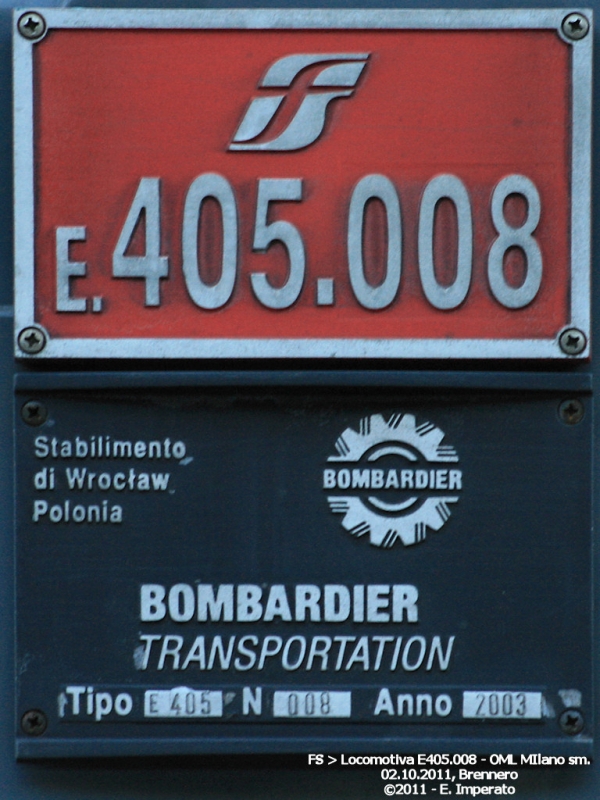 E.405.008
Stabilimento
di Wrocław
Polonia
BOMBARDIER
BOMBARDIER
TRANSPORTATION
Tipo E 405 N 008 Anno 2003
FS > Locomotiva E405.008 - OML MIlano sm.
02.10.2011, Brennero
©2011 - E. Imperato